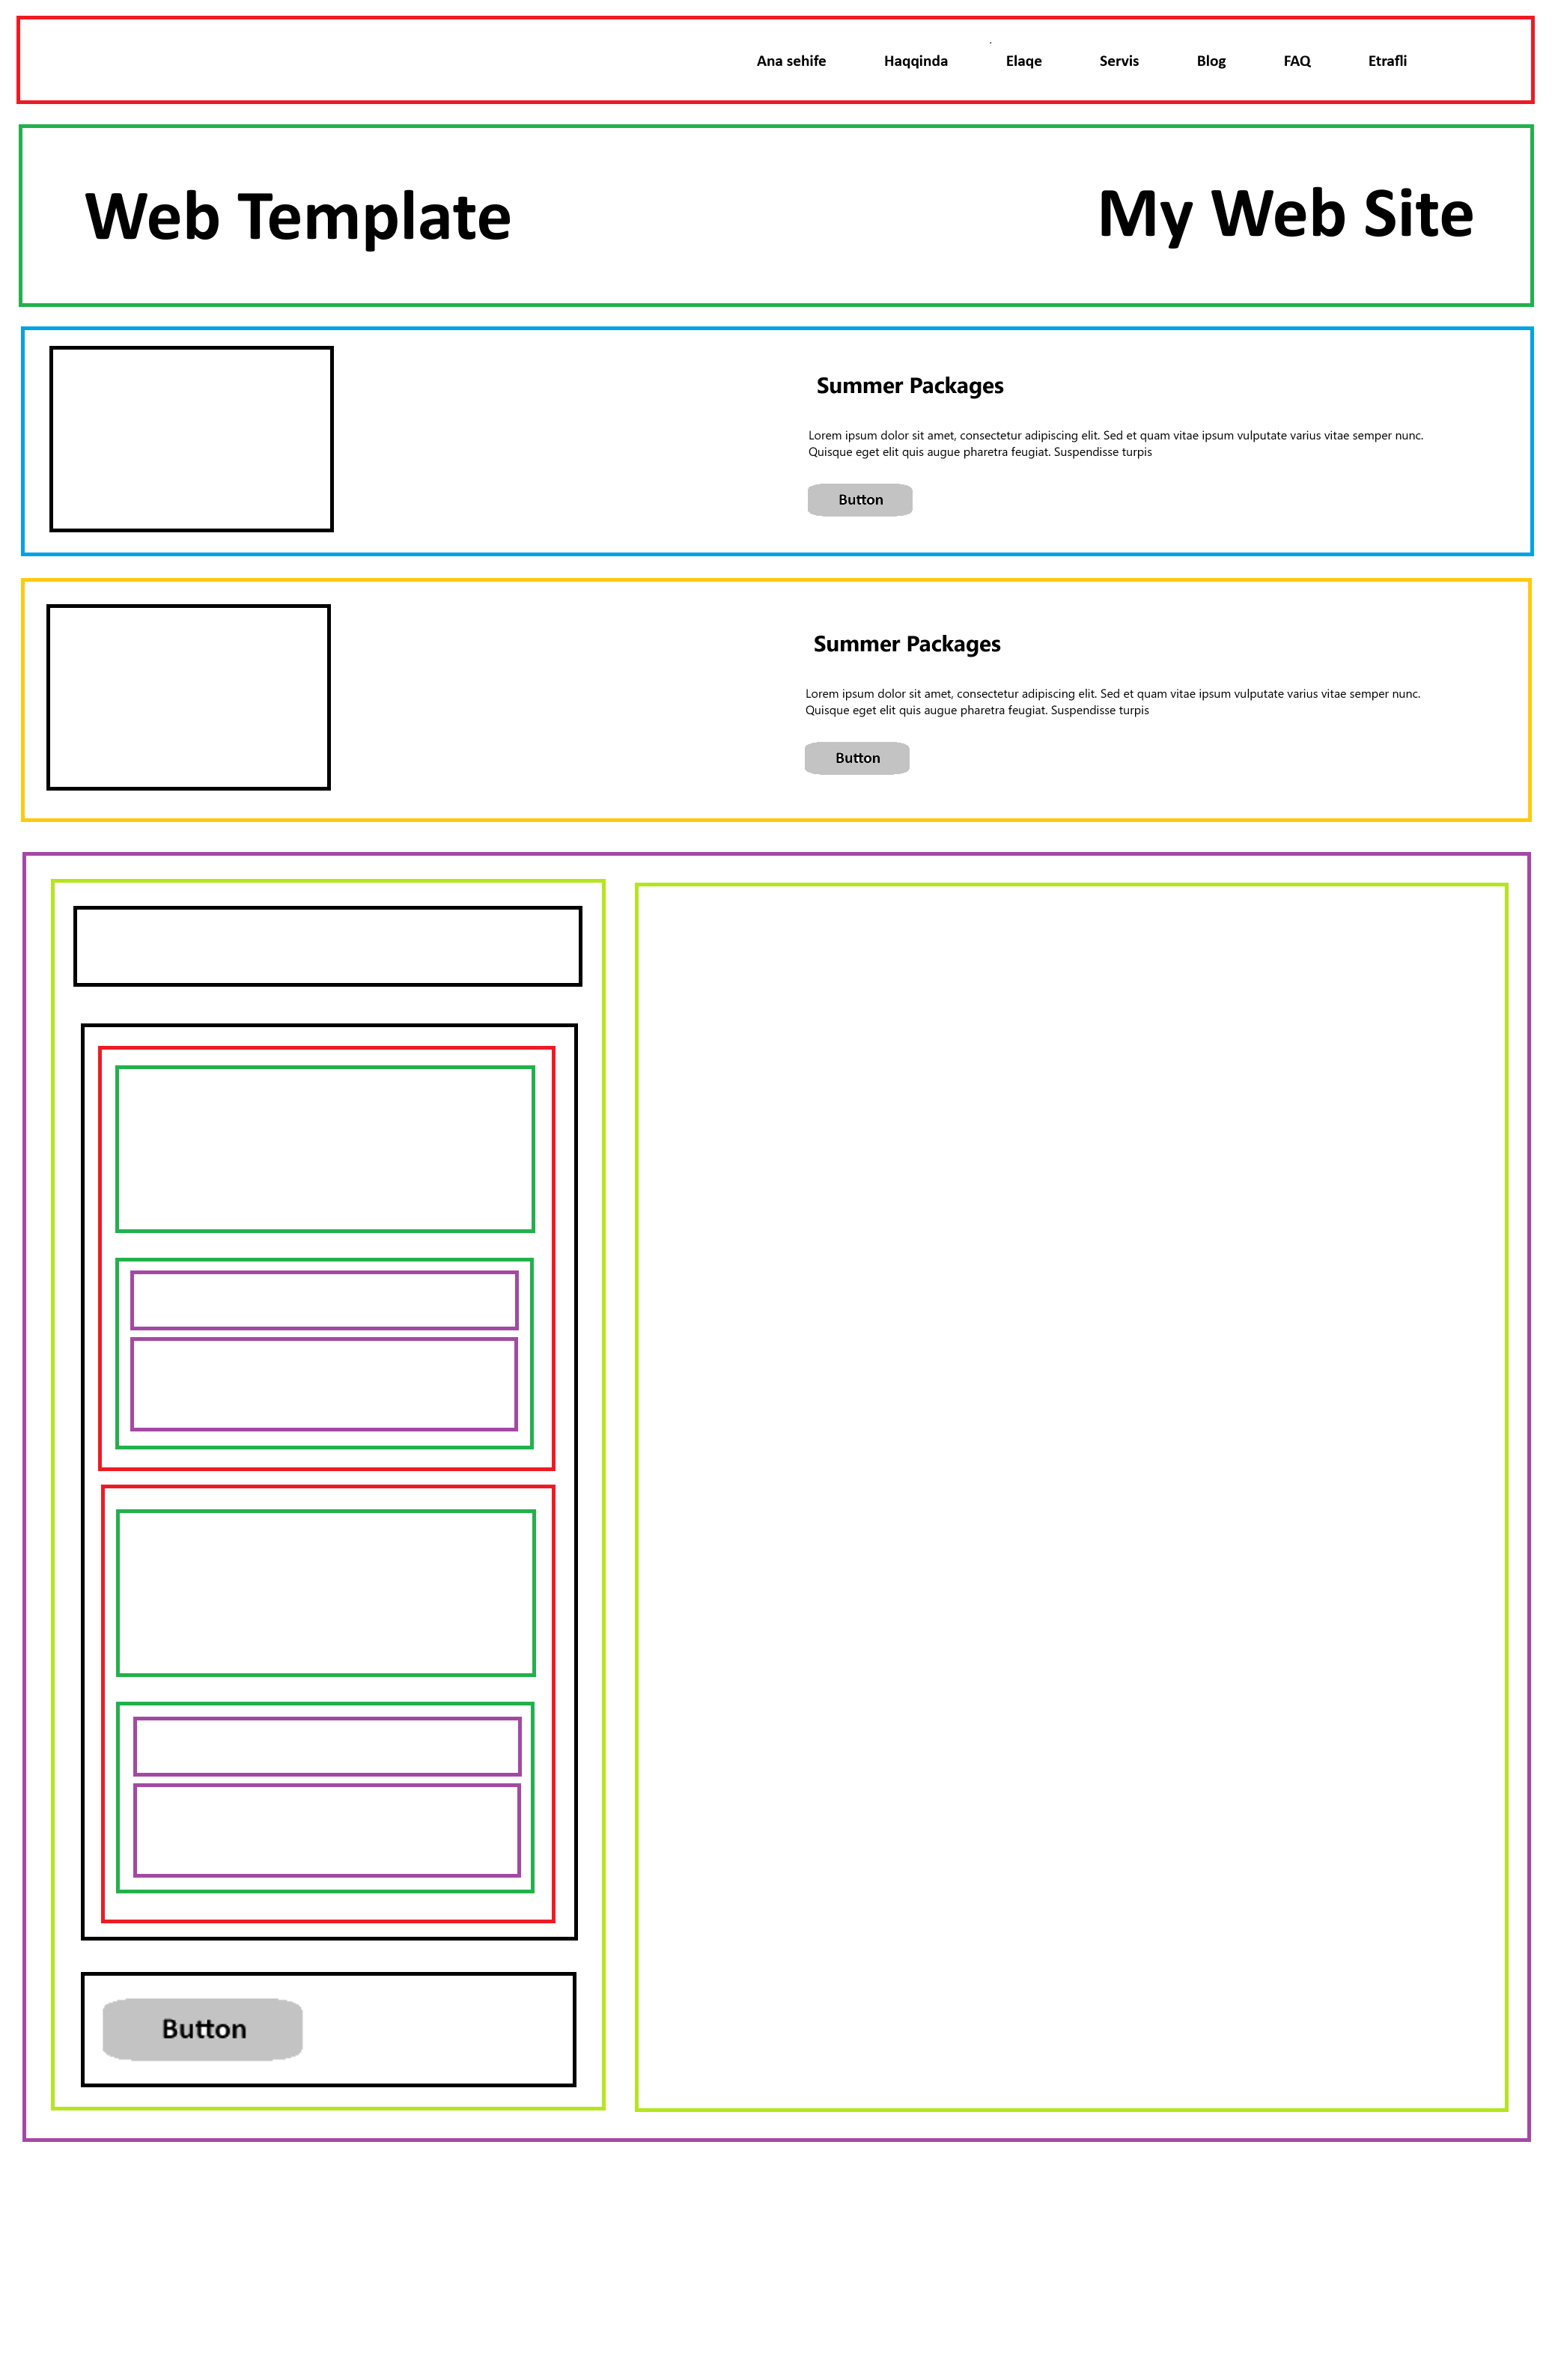 Ana sehife Haqqinda Elaqe Servis Blog FAQ Etrafli
Web Template My Web Site
Summer Packages
Lorem ipsum dolor sit amet, consectetur adipiscing elit. Sed et quam vitae ipsum vulputate varius vitae semper nunc.
Quisque eget elit quis augue pharetra feugiat. Suspendisse turpis
Button
Summer Packages
Lorem ipsum dolor sit amet, consectetur adipiscing elit. Sed et quam vitae ipsum vulputate varius vitae semper nunc.
Quisque eget elit quis augue pharetra feugiat. Suspendisse turpis
Button
Button